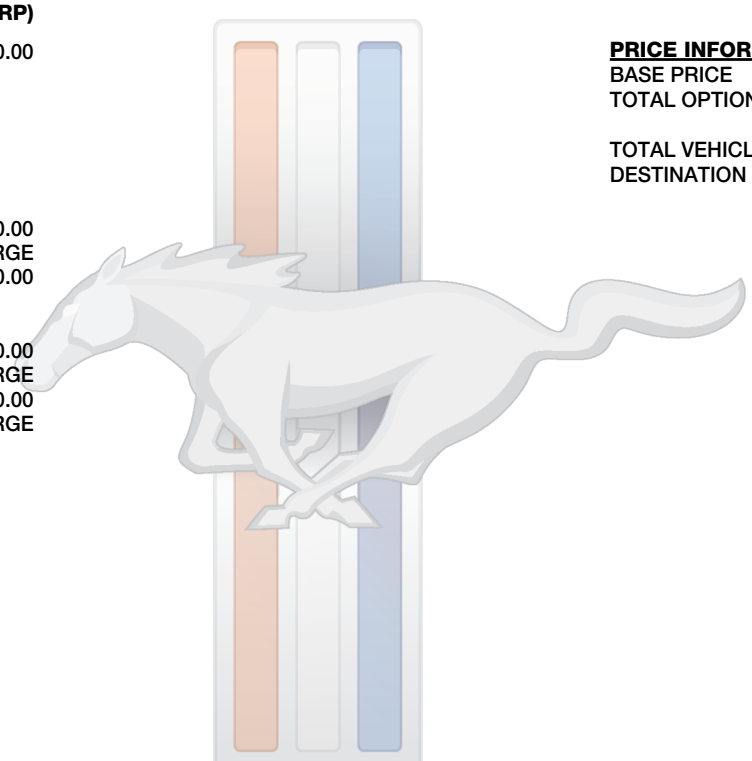 RP)
0.00
0.00
RGE
0.00
0.00
RGE
0.00
RGE
PRICE INFOR
BASE PRICE
TOTAL OPTION
TOTAL VEHICL
DESTINATION